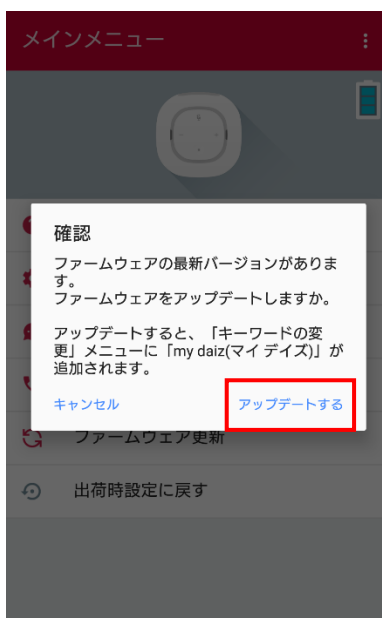 メインメニュー
確認
ファームウェアの最新バージョンがありま
す。
ファームウェアをアップデートしますか。
アップデートすると、「キーワードの変
更」メニューに「my daiz(マイ デイズ)」が
追加されます。
キャンセル
アップデートする
ファームウェア更新
出荷時設定に戻す